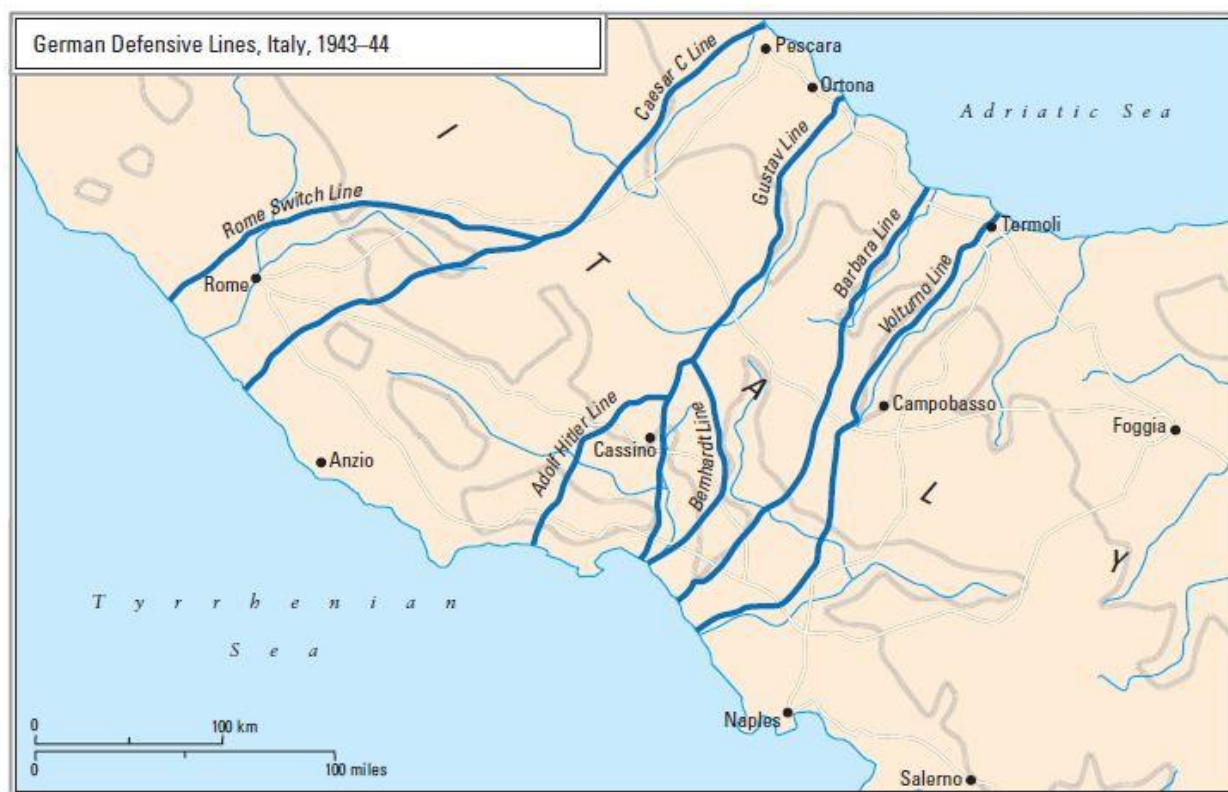 German Defensive Lines, Italy, 1943–44
Caesar C Line
Pescara
Ortona
Adriatic Sea
Gustav Line
Rome Switch Line
Barbara Line
Termoli
Rome
Volturno Line
I T A L Y
Campobasso
Adolf Hitler Line
Cassino
Bernhardt Line
Foggia
Anzio
Tyrrhenian
Sea
Naples
Salerno
0 100 km
0 100 miles